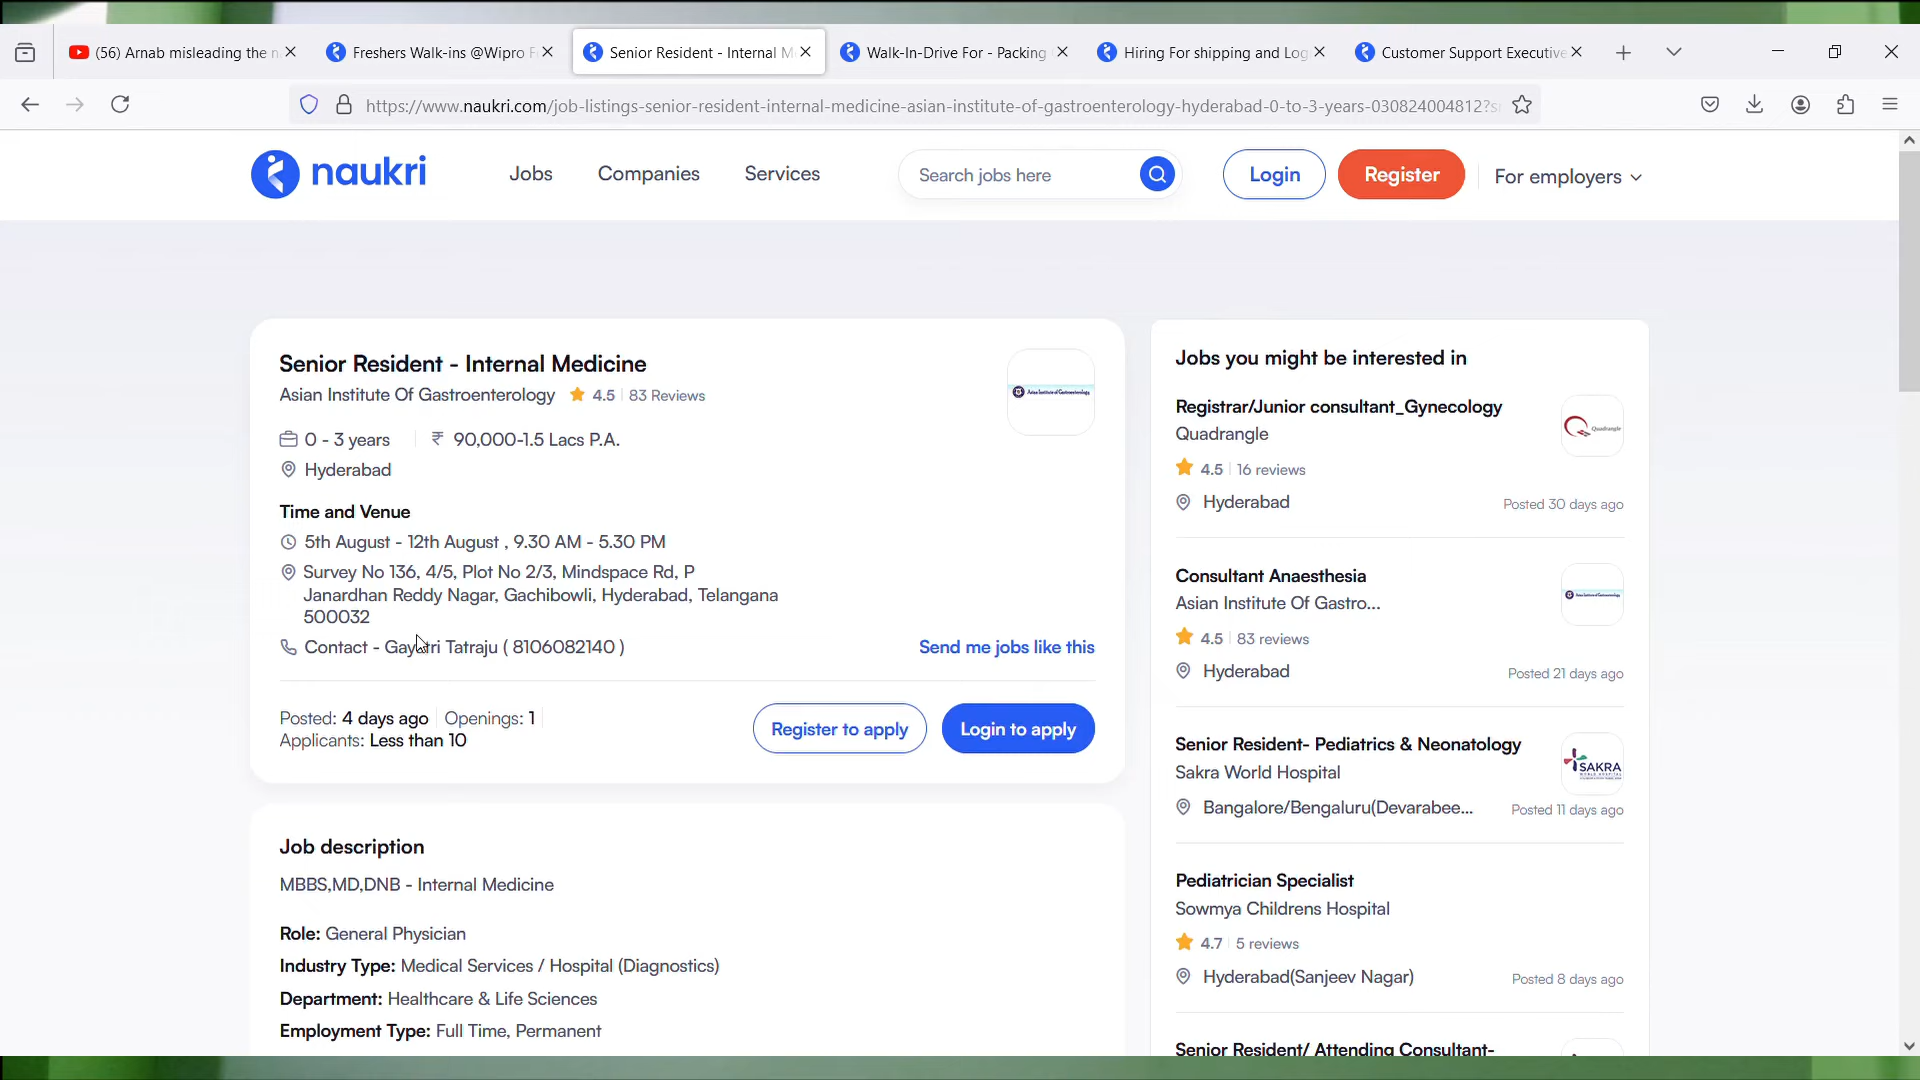 (56) Arnab misleading the n
Freshers Walk-ins @Wipro F
Senior Resident - Internal M
Walk-In-Drive For - Packing
Hiring For shipping and Log
Customer Support Executive
https://www.naukri.com/job-listings-senior-resident-internal-medicine-asian-institute-of-gastroenterology-hyderabad-0-to-3-years-030824004812?s
naukri
Jobs
Companies
Services
Search jobs here
Login
Register
For employers
Senior Resident - Internal Medicine
Asian Institute Of Gastroenterology 4.5 83 Reviews
Asian Institute of Gastroenterology
0 - 3 years ₹ 90,000-1.5 Lacs P.A.
Hyderabad
Time and Venue
5th August - 12th August , 9.30 AM - 5.30 PM
Survey No 136, 4/5, Plot No 2/3, Mindspace Rd, P
Janardhan Reddy Nagar, Gachibowli, Hyderabad, Telangana
500032
Contact - Gayatri Tatraju ( 8106082140 )
Send me jobs like this
Posted: 4 days ago Openings: 1
Applicants: Less than 10
Register to apply
Login to apply
Job description
MBBS,MD,DNB - Internal Medicine
Role: General Physician
Industry Type: Medical Services / Hospital (Diagnostics)
Department: Healthcare & Life Sciences
Employment Type: Full Time, Permanent
Jobs you might be interested in
Registrar/Junior consultant_Gynecology
Quadrangle
Quadrangle
4.5 16 reviews
Hyderabad
Posted 30 days ago
Consultant Anaesthesia
Asian Institute Of Gastro...
Asian Institute of Gastroenterology
4.5 83 reviews
Hyderabad
Posted 21 days ago
Senior Resident- Pediatrics & Neonatology
Sakra World Hospital
SAKRA
Bangalore/Bengaluru(Devarabee...
Posted 11 days ago
Pediatrician Specialist
Sowmya Childrens Hospital
4.7 5 reviews
Hyderabad(Sanjeev Nagar)
Posted 8 days ago
Senior Resident/ Attending Consultant-